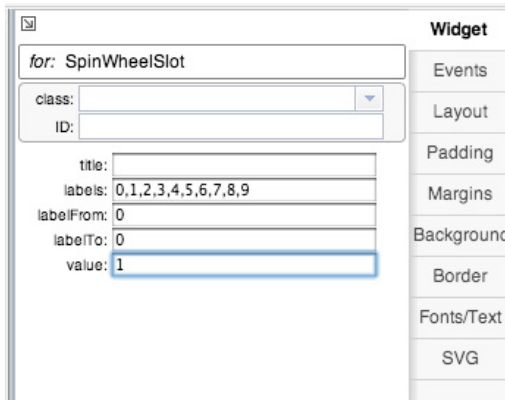 for: SpinWheelSlot
class:
ID:
title:
labels: 0,1,2,3,4,5,6,7,8,9
labelFrom: 0
labelTo: 0
value: 1
Widget
Events
Layout
Padding
Margins
Background
Border
Fonts/Text
SVG